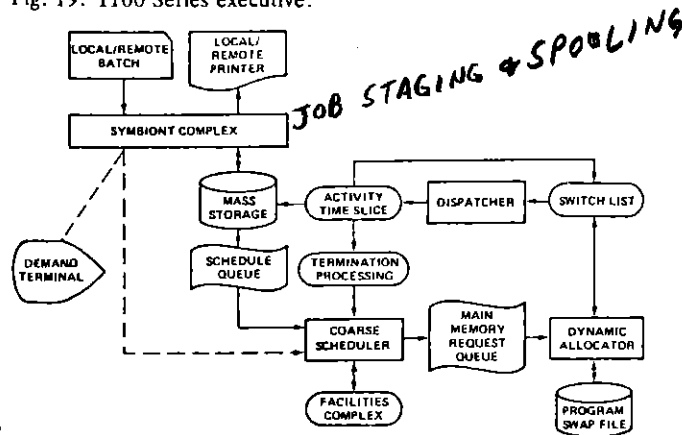 Fig. 19. 1100 Series executive.
LOCAL/REMOTE
BATCH
LOCAL/
REMOTE
PRINTER
JOB STAGING & SPOOLING
SYMBIONT COMPLEX
MASS
STORAGE
ACTIVITY
TIME SLICE
DISPATCHER
SWITCH LIST
DEMAND
TERMINAL
SCHEDULE
QUEUE
TERMINATION
PROCESSING
COARSE
SCHEDULER
MAIN
MEMORY
REQUEST
QUEUE
DYNAMIC
ALLOCATOR
FACILITIES
COMPLEX
PROGRAM
SWAP FILE